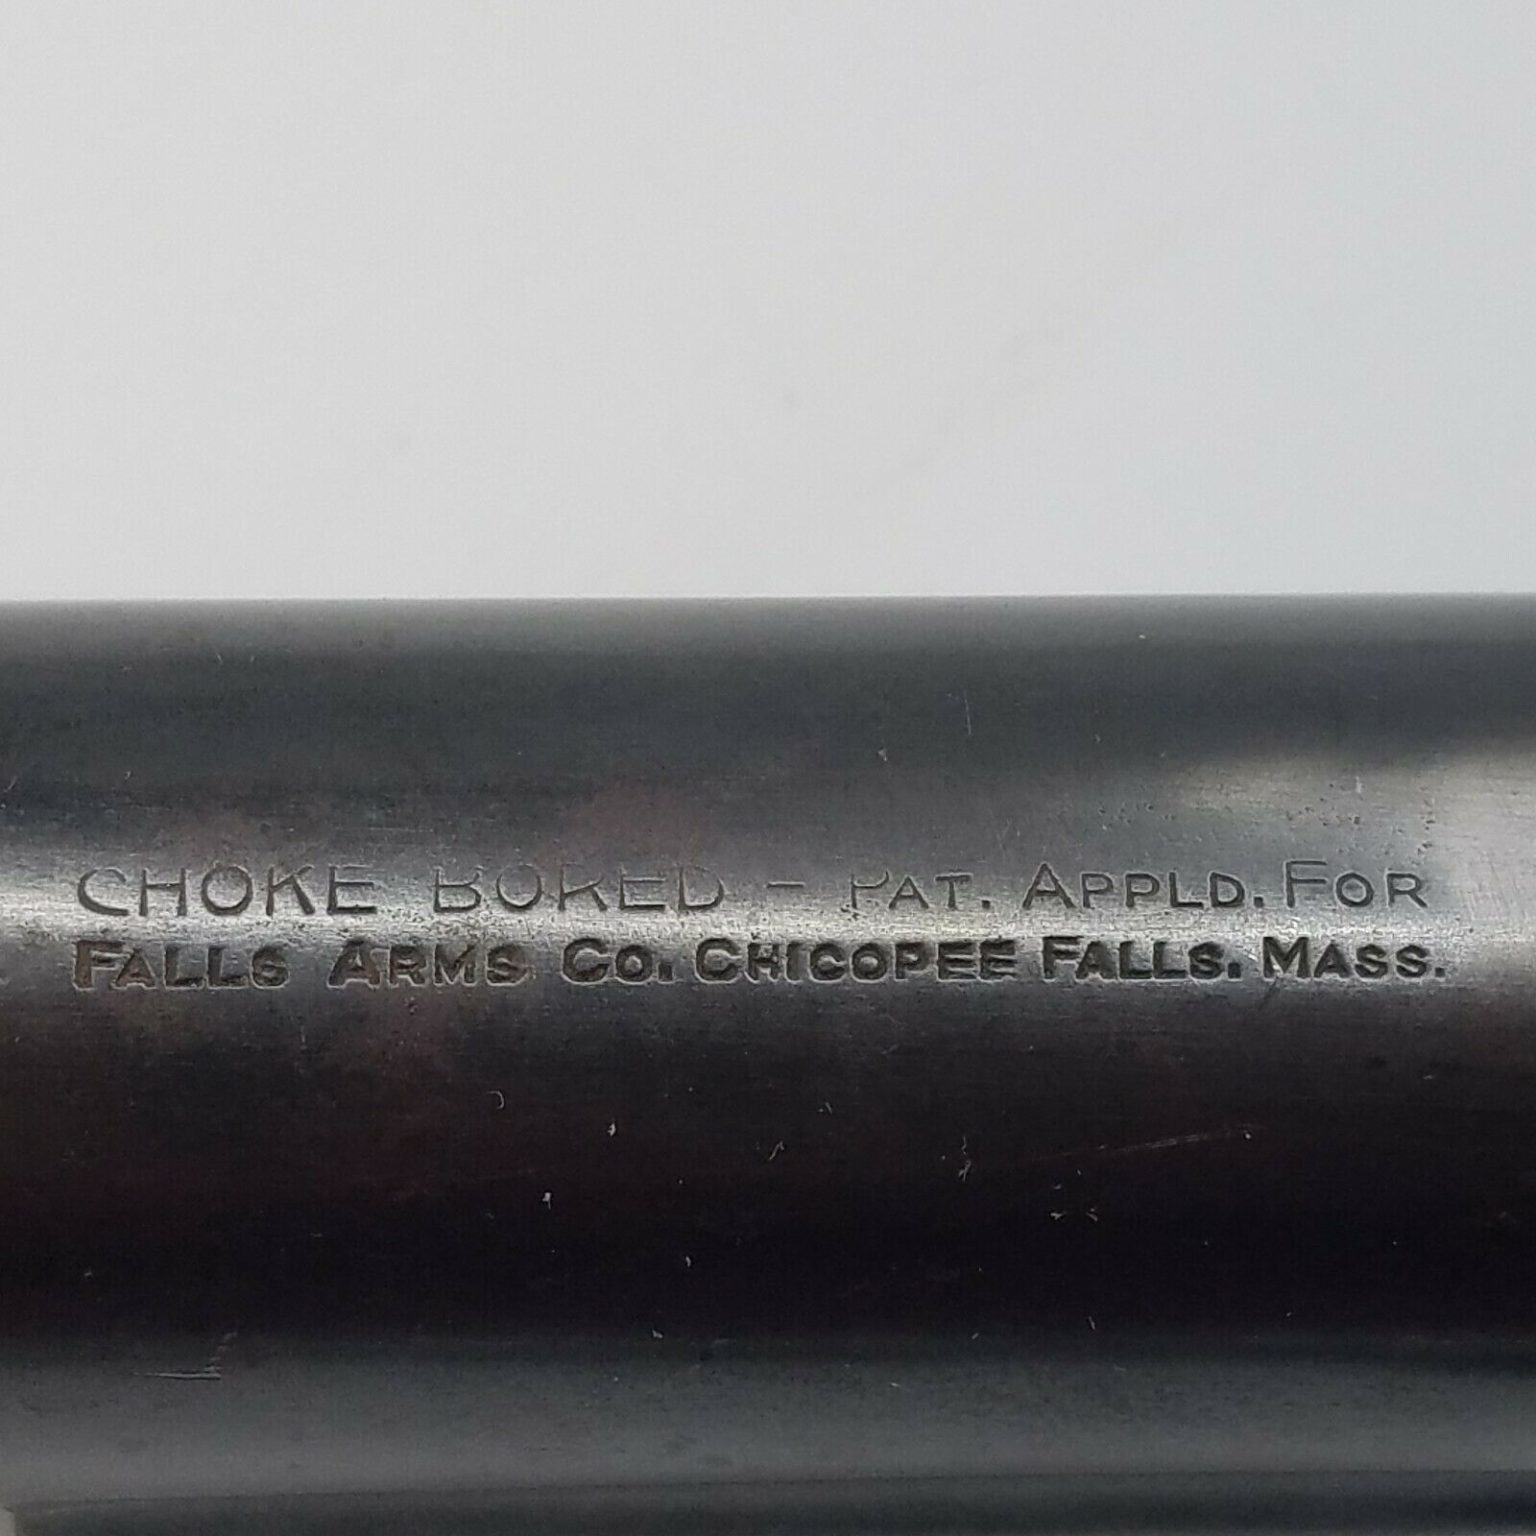 CHOKE BORED - PAT. APPLD. FOR
FALLS ARMS CO. CHICOPEE FALLS. MASS.